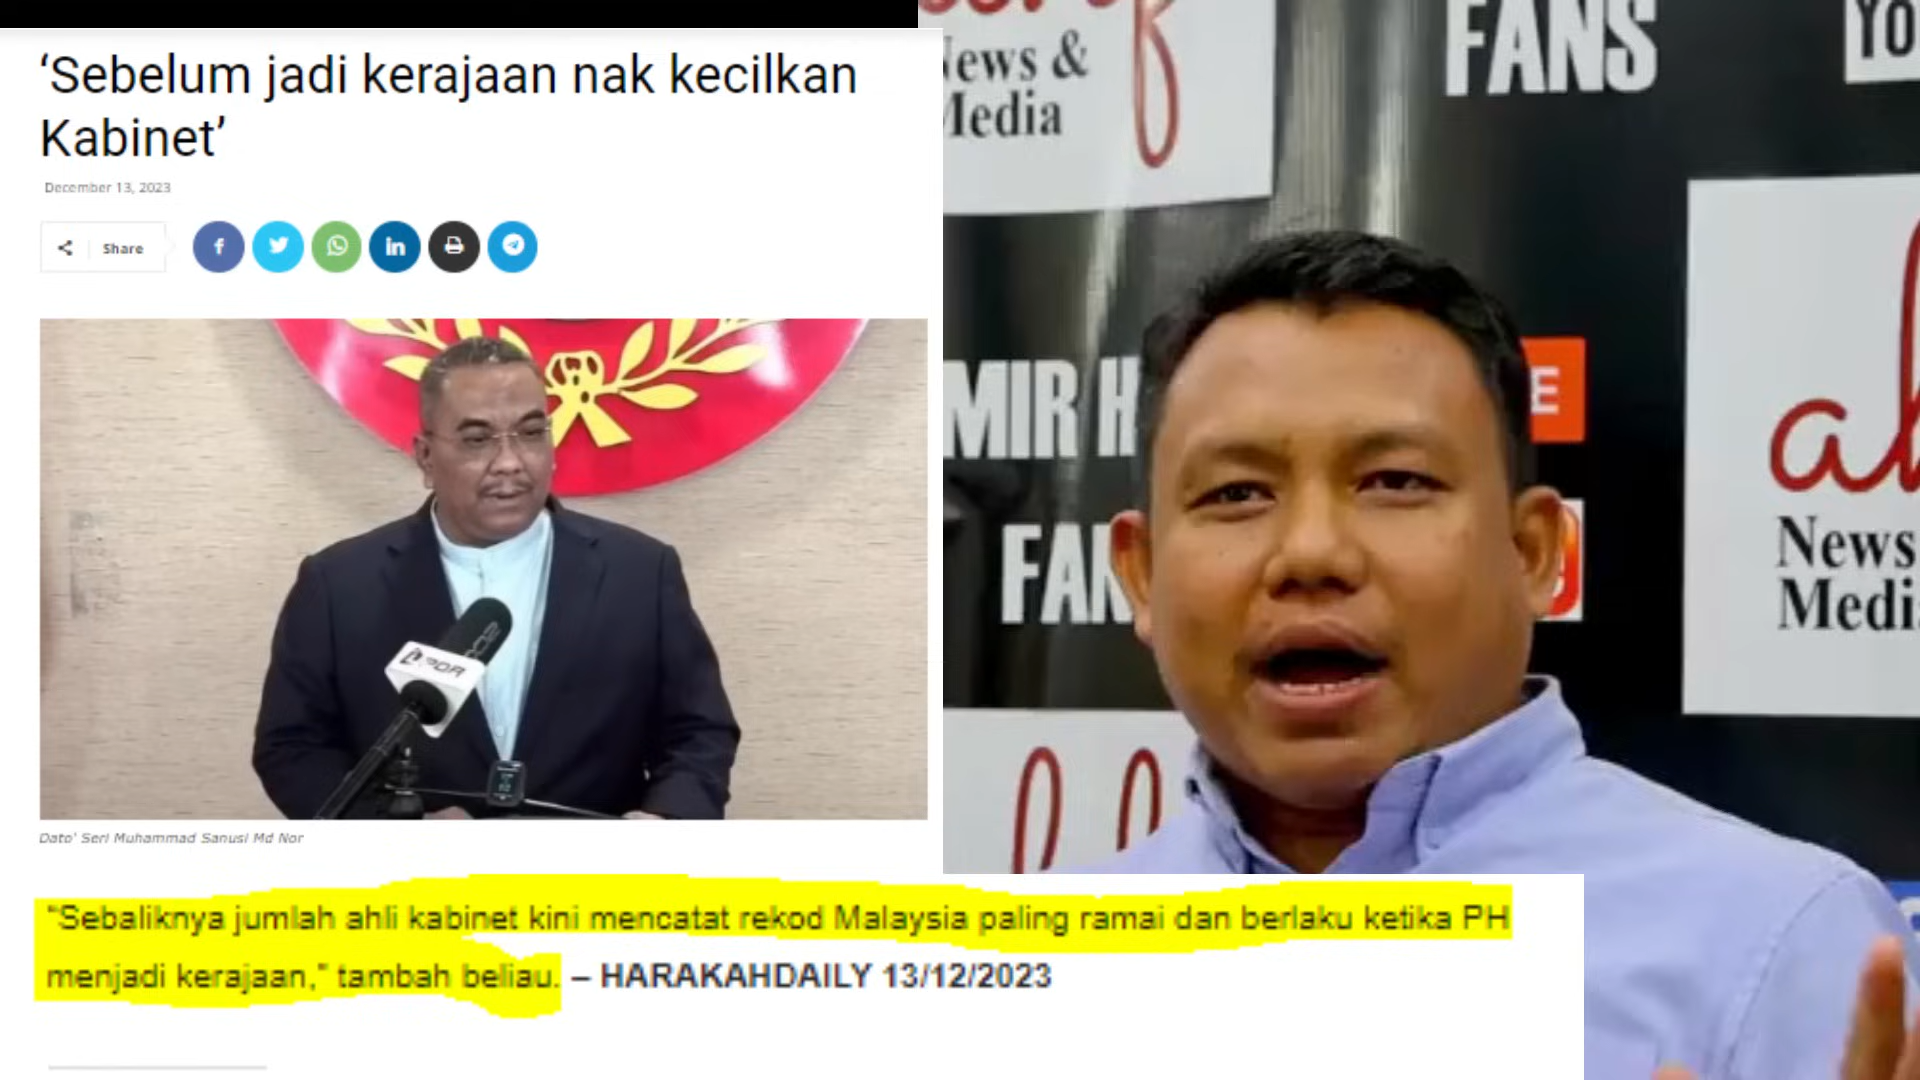 ‘Sebelum jadi kerajaan nak kecilkan
Kabinet’
December 13, 2023
Share
Dato' Seri Muhammad Sanusi Md Nor
“Sebaliknya jumlah ahli kabinet kini mencatat rekod Malaysia paling ramai dan berlaku ketika PH
menjadi kerajaan,” tambah beliau. – HARAKAHDAILY 13/12/2023
News &
Media
FANS
YO
MIR H
FAN
E
News
Medi